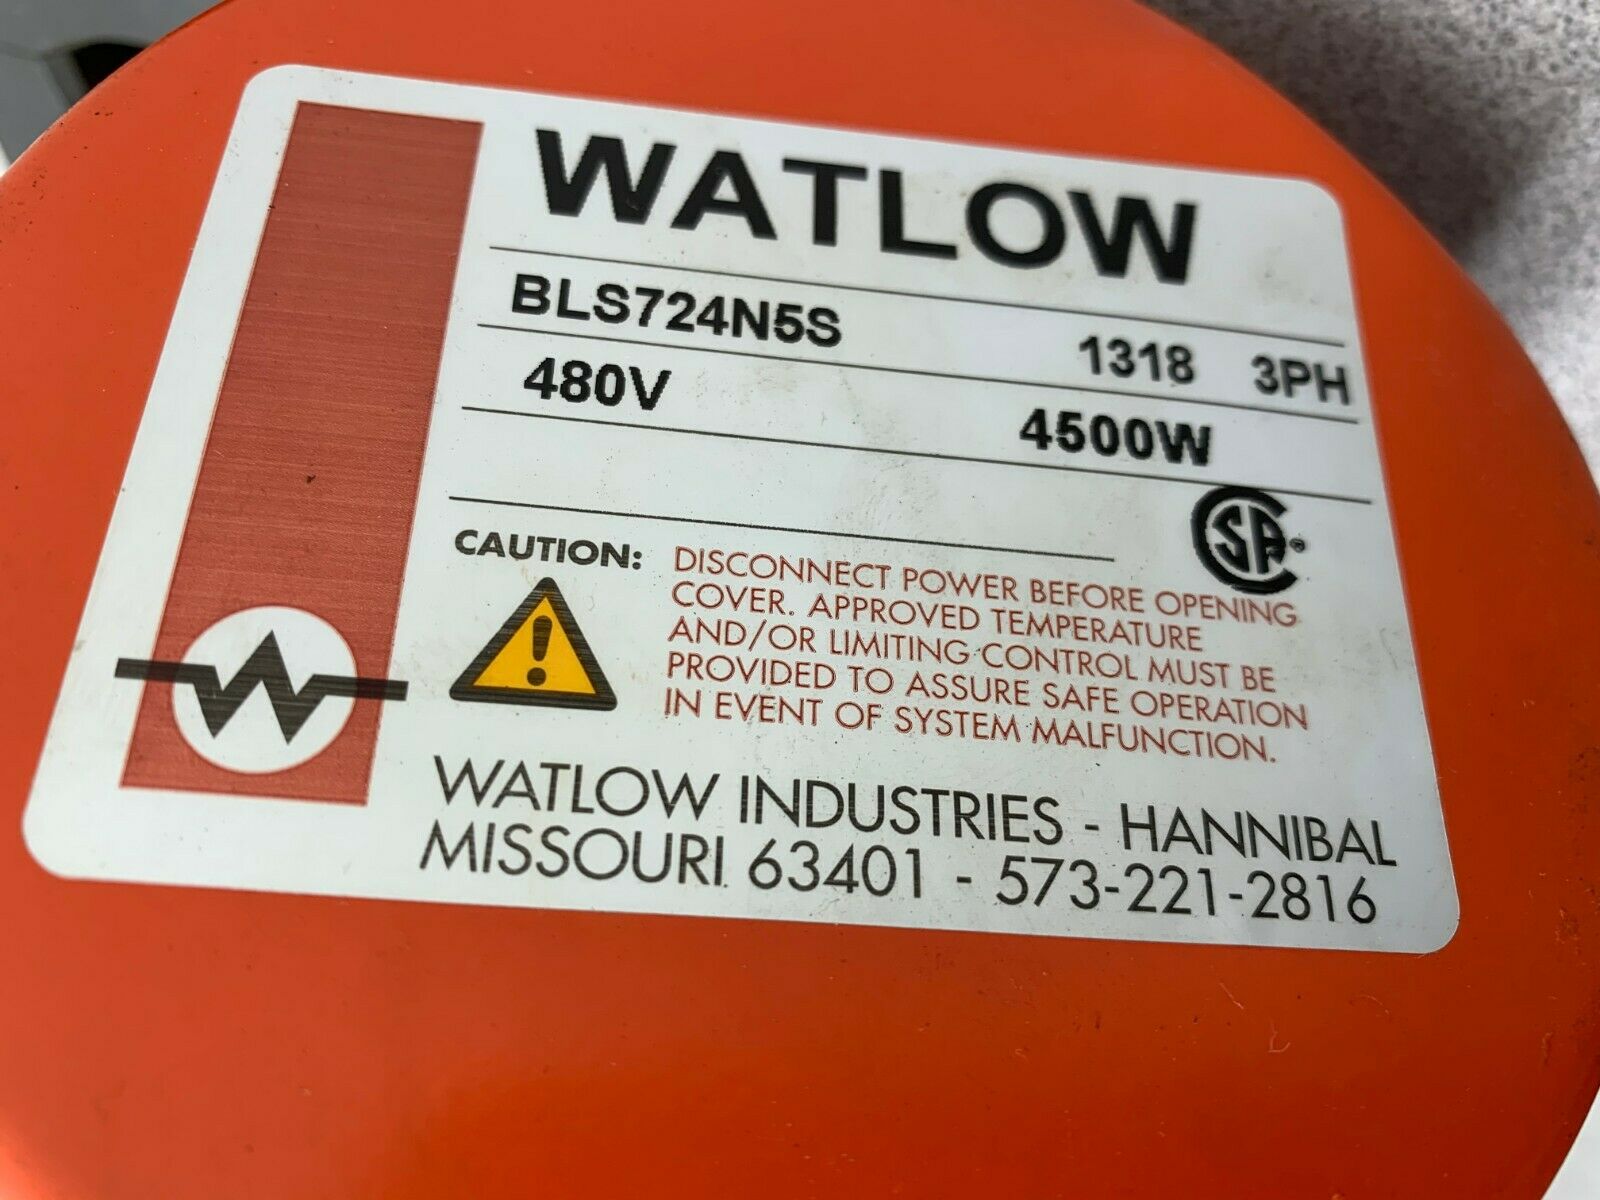 WATLOW
BLS724N5S 1318 3PH
480V 4500W
CSA®
CAUTION: DISCONNECT POWER BEFORE OPENING
COVER. APPROVED TEMPERATURE
AND/OR LIMITING CONTROL MUST BE
PROVIDED TO ASSURE SAFE OPERATION
IN EVENT OF SYSTEM MALFUNCTION.
!
WATLOW INDUSTRIES - HANNIBAL
MISSOURI 63401 - 573-221-2816